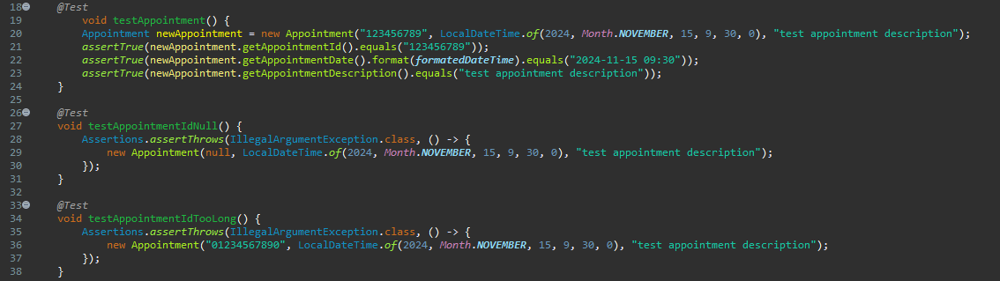 18 @Test
19 void testAppointment() {
20 Appointment newAppointment = new Appointment("123456789", LocalDateTime.of(2024, Month.NOVEMBER, 15, 9, 30, 0), "test appointment description");
21 assertTrue(newAppointment.getAppointmentId().equals("123456789"));
22 assertTrue(newAppointment.getAppointmentDate().format(formatedDateTime).equals("2024-11-15 09:30"));
23 assertTrue(newAppointment.getAppointmentDescription().equals("test appointment description"));
24 }
25
26 @Test
27 void testAppointmentIdNull() {
28 Assertions.assertThrows(IllegalArgumentException.class, () -> {
29 new Appointment(null, LocalDateTime.of(2024, Month.NOVEMBER, 15, 9, 30, 0), "test appointment description");
30 });
31 }
32
33 @Test
34 void testAppointmentIdTooLong() {
35 Assertions.assertThrows(IllegalArgumentException.class, () -> {
36 new Appointment("01234567890", LocalDateTime.of(2024, Month.NOVEMBER, 15, 9, 30, 0), "test appointment description");
37 });
38 }